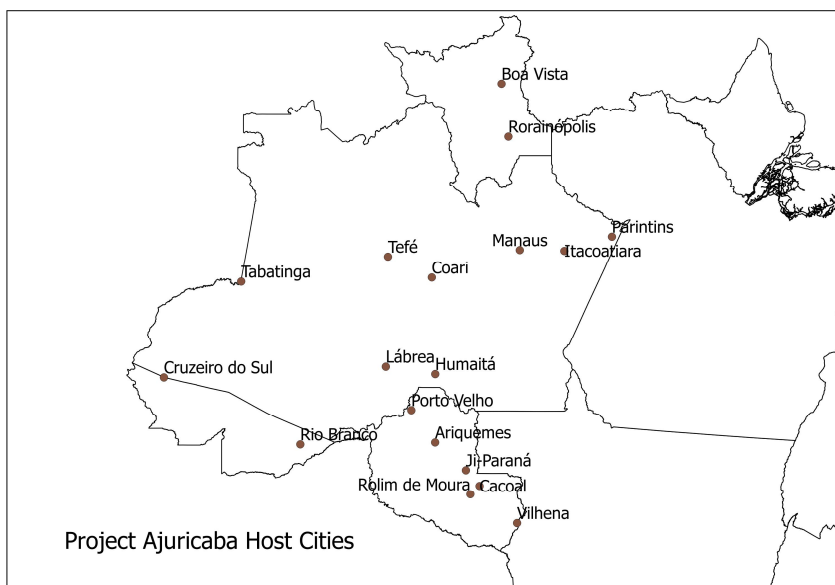 Boa Vista
Rorainópolis
Parintins
Manaus
Itacoatiara
Tefé
Coari
Tabatinga
Lábrea
Cruzeiro do Sul
Humaitá
Porto Velho
Rio Branco
Ariquemes
Ji-Paraná
Rolim de Moura
Cacoal
Vilhena
Project Ajuricaba Host Cities